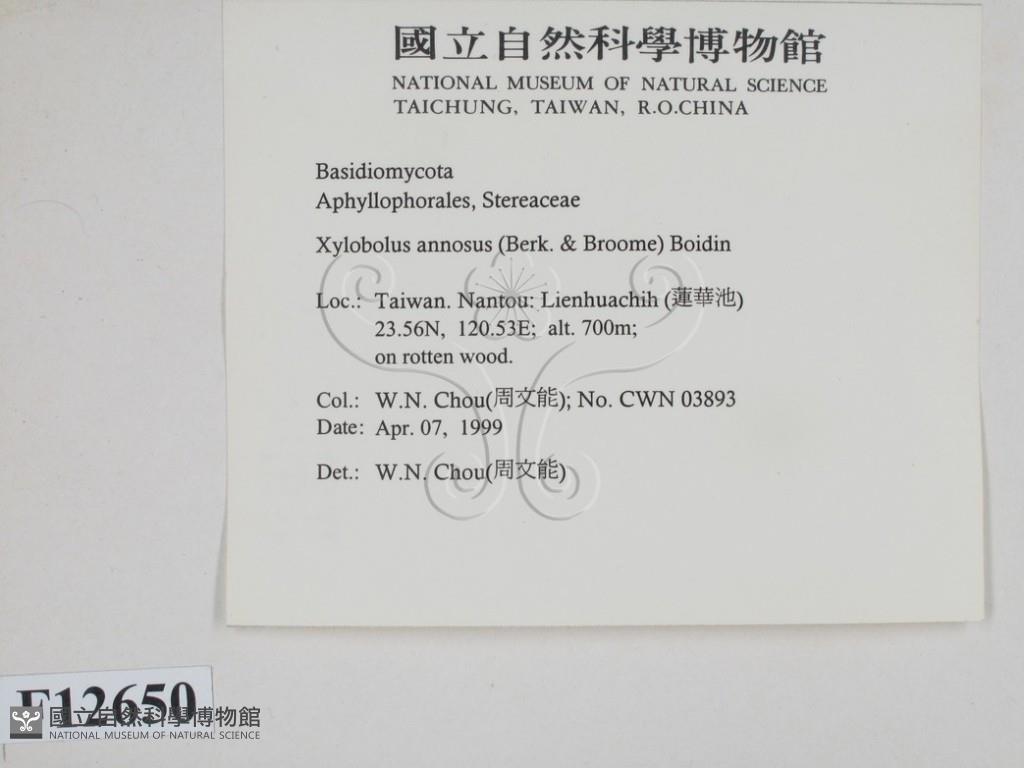 國立自然科學博物館
NATIONAL MUSEUM OF NATURAL SCIENCE
TAICHUNG, TAIWAN, R.O.CHINA
Basidiomycota
Aphyllophorales, Stereaceae
Xylobolus annosus (Berk. & Broome) Boidin
Loc.: Taiwan. Nantou: Lienhuachih (蓮華池)
23.56N, 120.53E; alt. 700m;
on rotten wood.
Col.: W.N. Chou(周文能); No. CWN 03893
Date: Apr. 07, 1999
Det.: W.N. Chou(周文能)
F12650
國立自然科學博物館
NATIONAL MUSEUM OF NATURAL SCIENCE